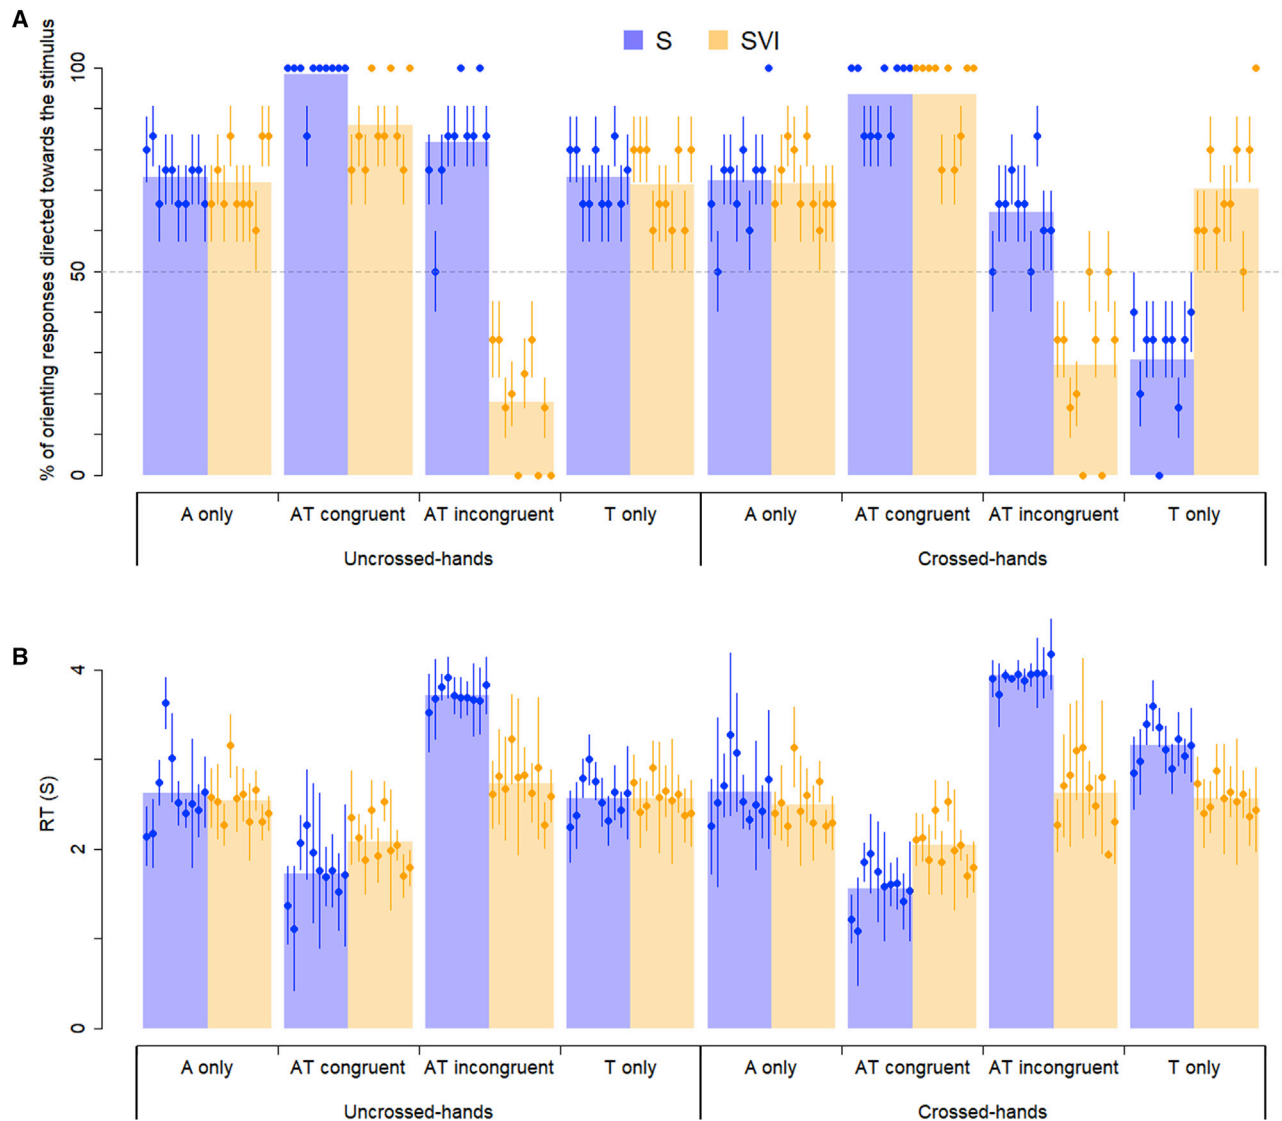 A
S SVI
% of orienting responses directed towards the stimulus
100
50
0
A only AT congruent AT incongruent T only A only AT congruent AT incongruent T only
Uncrossed-hands Crossed-hands
B
RT (S)
4
2
0
A only AT congruent AT incongruent T only A only AT congruent AT incongruent T only
Uncrossed-hands Crossed-hands